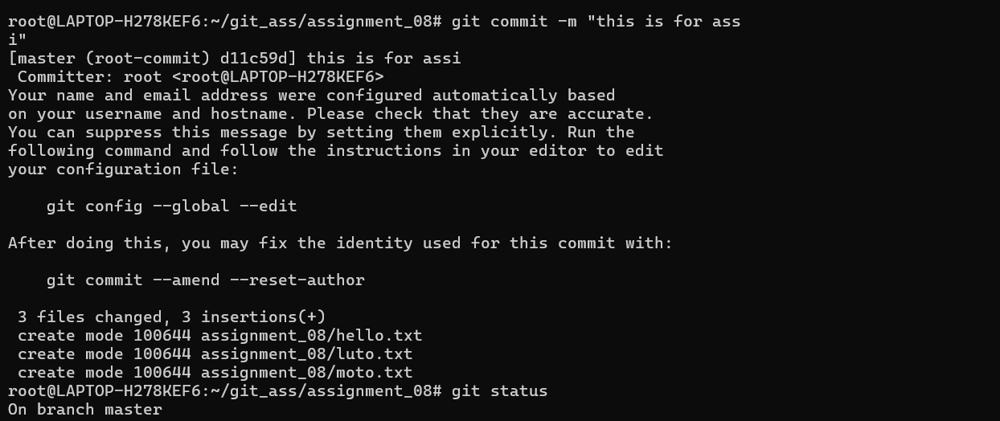 root@LAPTOP-H278KEF6:~/git_ass/assignment_08# git commit -m "this is for ass
i"
[master (root-commit) d11c59d] this is for assi
 Committer: root <root@LAPTOP-H278KEF6>
Your name and email address were configured automatically based
on your username and hostname. Please check that they are accurate.
You can suppress this message by setting them explicitly. Run the
following command and follow the instructions in your editor to edit
your configuration file:

    git config --global --edit

After doing this, you may fix the identity used for this commit with:

    git commit --amend --reset-author

 3 files changed, 3 insertions(+)
 create mode 100644 assignment_08/hello.txt
 create mode 100644 assignment_08/luto.txt
 create mode 100644 assignment_08/moto.txt
root@LAPTOP-H278KEF6:~/git_ass/assignment_08# git status
On branch master